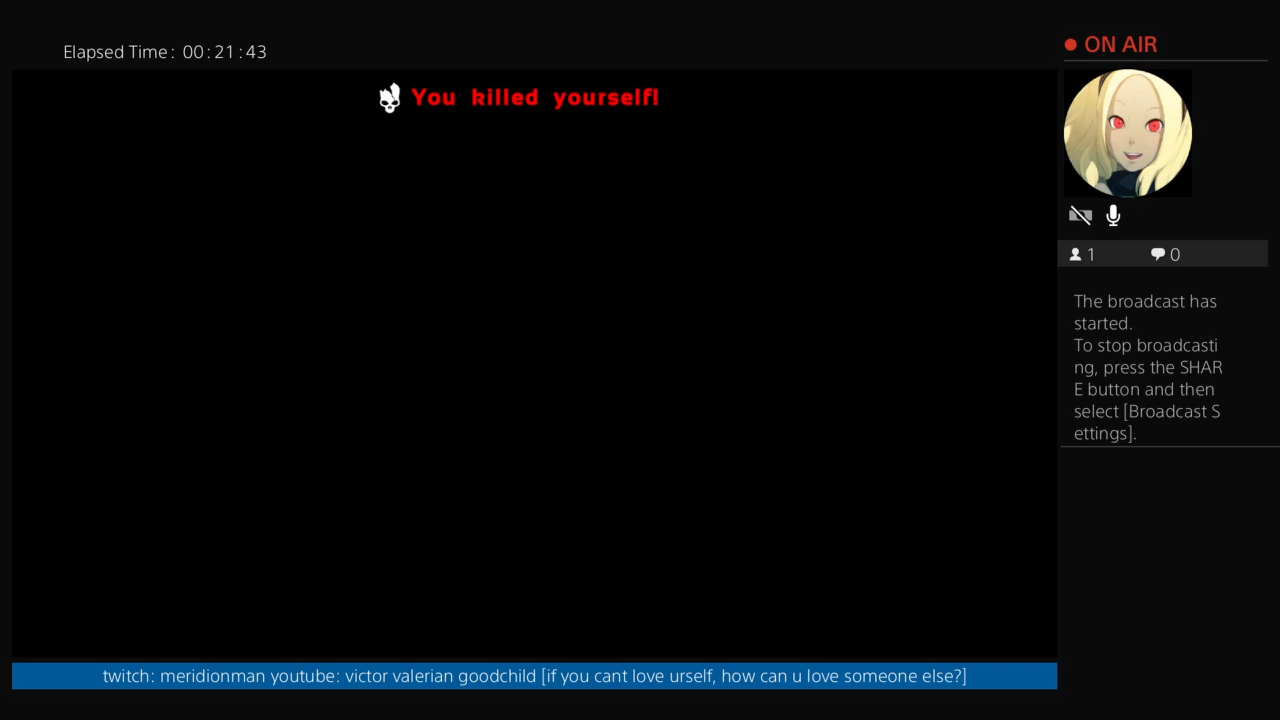 Elapsed Time: 00:21:43
ON AIR
You killed yourself!
1
0
The broadcast has
started.
To stop broadcasti
ng, press the SHAR
E button and then
select [Broadcast S
ettings].
twitch: meridionman youtube: victor valerian goodchild [if you cant love urself, how can u love someone else?]